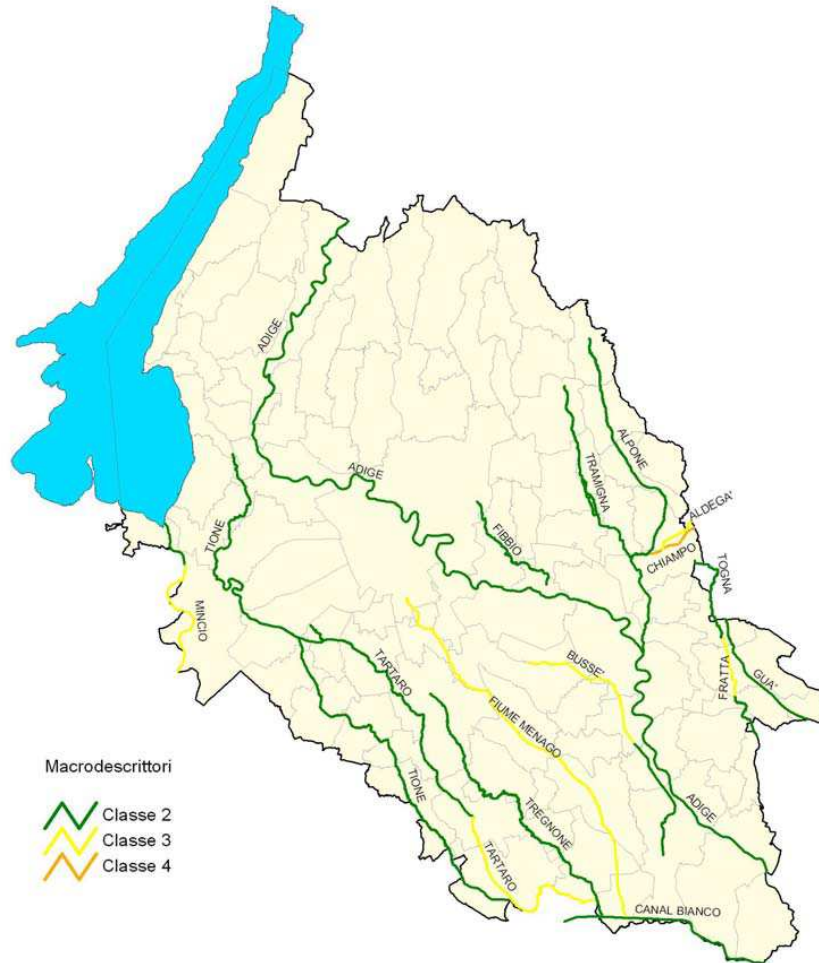 ADIGE
ADIGE
TIONE
MINCIO
FIBBIO
TRAMIGNA
ALPONE
ALDEGA'
CHIAMPO
TOGNA
FRATTA
GUA'
BUSSE'
TARTARO
FIUME MENAGO
TIONE
TREGNONE
TARTARO
ADIGE
CANAL BIANCO
Macrodescrittori
Classe 2
Classe 3
Classe 4